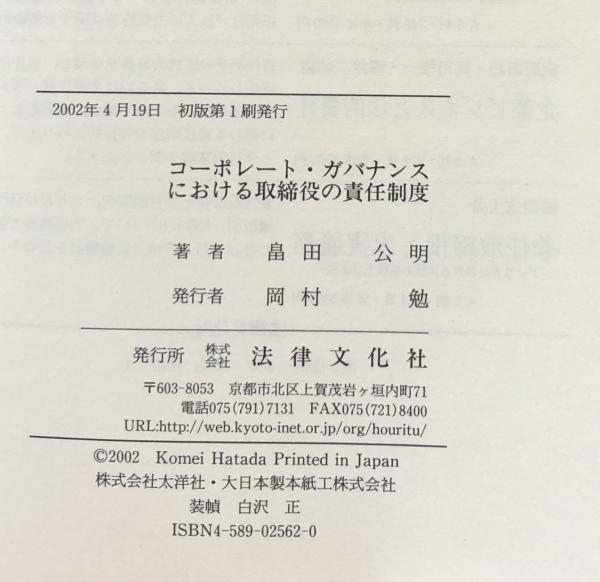 2002年4月19日 初版第1刷発行
コーポレート・ガバナンス
における取締役の責任制度
著者 畠田 公明
発行者 岡村 勉
発行所 株式会社 法律文化社
〒603-8053 京都市北区上賀茂岩ヶ垣内町71
電話075(791)7131 FAX075(721)8400
URL:http://web.kyoto-inet.or.jp/org/houritu/
©2002 Komei Hatada Printed in Japan
株式会社太洋社・大日本製本紙工株式会社
装幀 白沢 正
ISBN4-589-02562-0